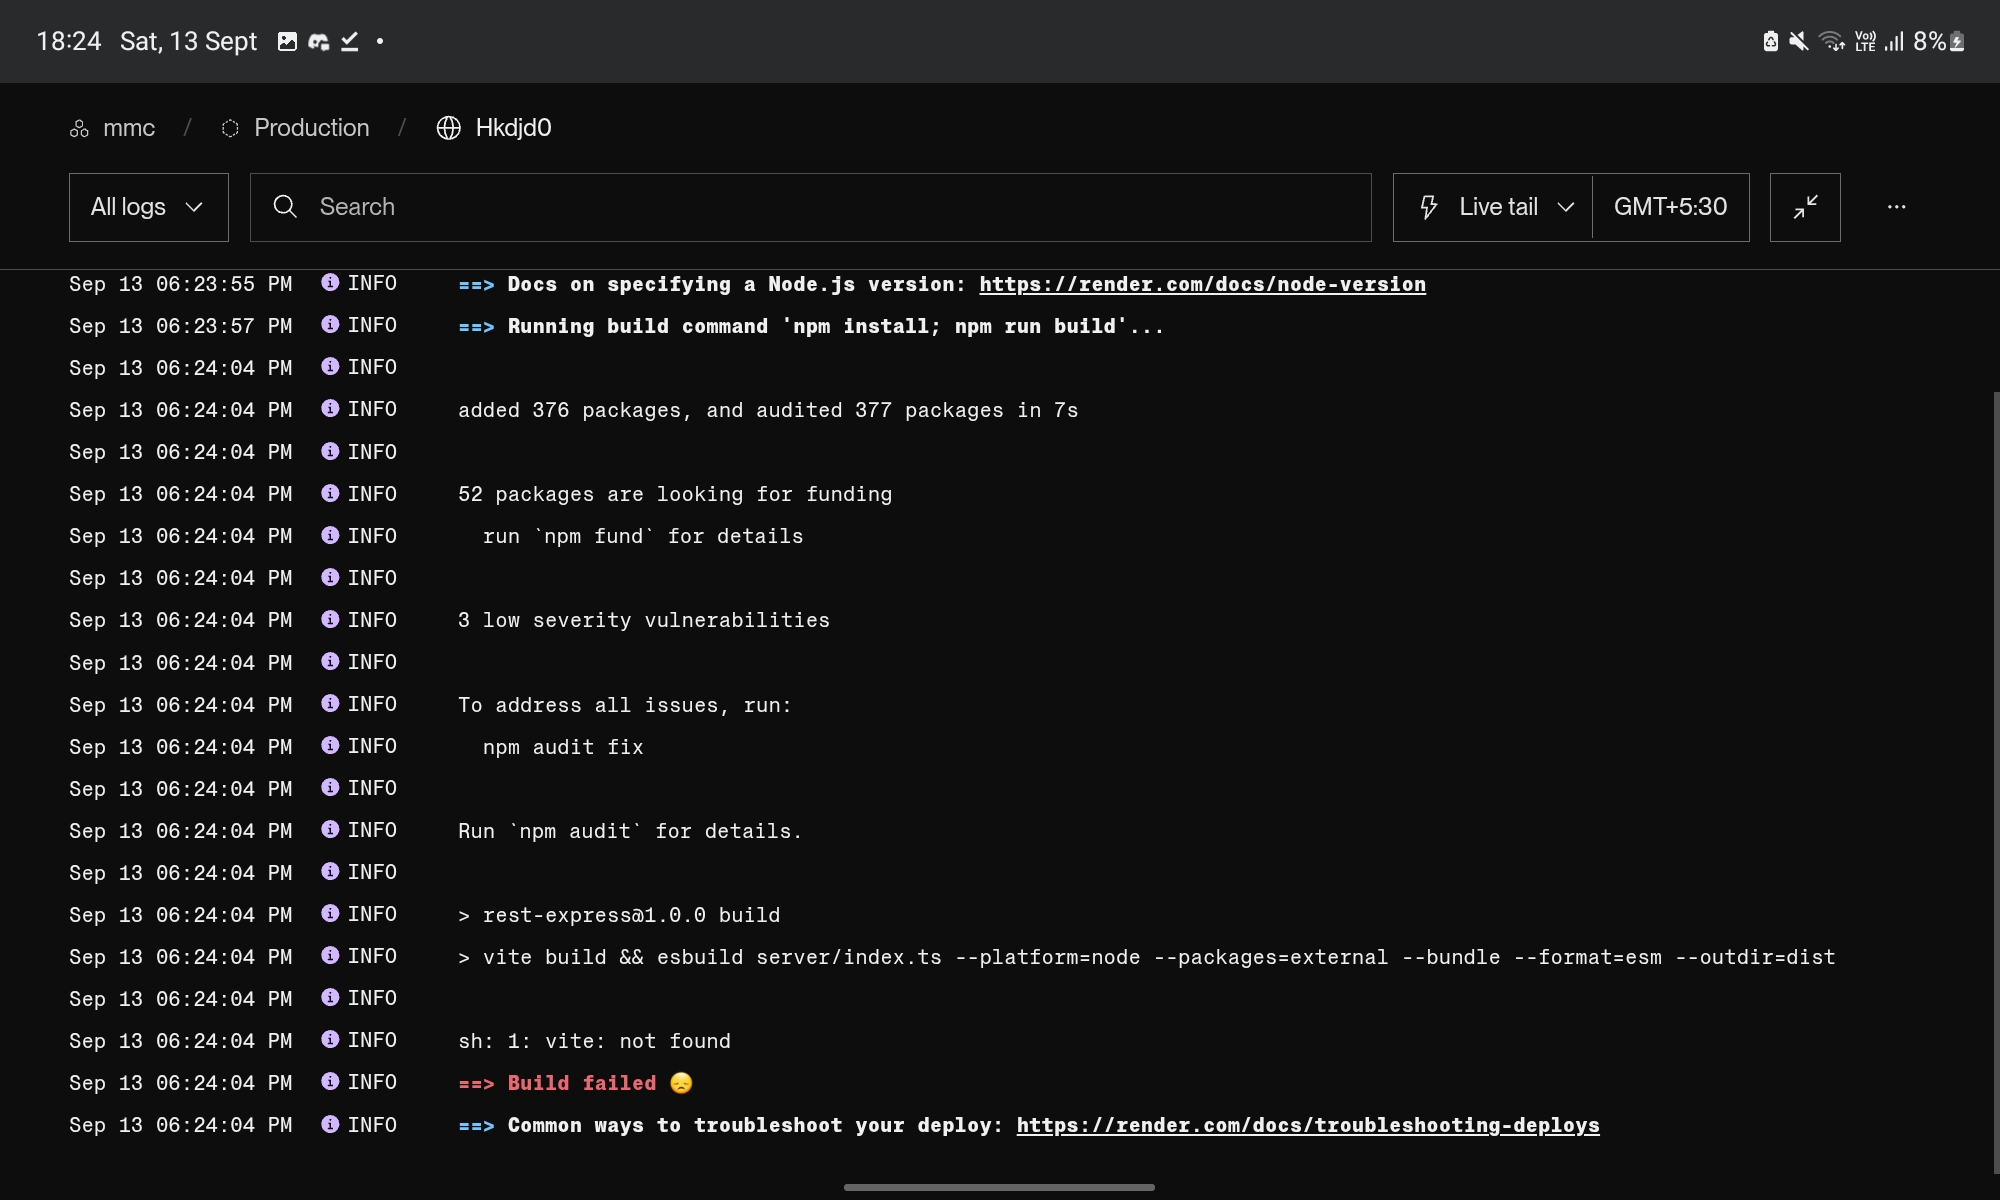 18:24 Sat, 13 Sept
Vo)) LTE 8%
mmc / Production / Hkdjd0
All logs Search Live tail GMT+5:30 ...
Sep 13 06:23:55 PM INFO ==> Docs on specifying a Node.js version: https://render.com/docs/node-version
Sep 13 06:23:57 PM INFO ==> Running build command 'npm install; npm run build'...
Sep 13 06:24:04 PM INFO
Sep 13 06:24:04 PM INFO added 376 packages, and audited 377 packages in 7s
Sep 13 06:24:04 PM INFO
Sep 13 06:24:04 PM INFO 52 packages are looking for funding
Sep 13 06:24:04 PM INFO run `npm fund` for details
Sep 13 06:24:04 PM INFO
Sep 13 06:24:04 PM INFO 3 low severity vulnerabilities
Sep 13 06:24:04 PM INFO
Sep 13 06:24:04 PM INFO To address all issues, run:
Sep 13 06:24:04 PM INFO npm audit fix
Sep 13 06:24:04 PM INFO
Sep 13 06:24:04 PM INFO Run `npm audit` for details.
Sep 13 06:24:04 PM INFO
Sep 13 06:24:04 PM INFO > rest-express@1.0.0 build
Sep 13 06:24:04 PM INFO > vite build && esbuild server/index.ts --platform=node --packages=external --bundle --format=esm --outdir=dist
Sep 13 06:24:04 PM INFO
Sep 13 06:24:04 PM INFO sh: 1: vite: not found
Sep 13 06:24:04 PM INFO ==> Build failed 😞
Sep 13 06:24:04 PM INFO ==> Common ways to troubleshoot your deploy: https://render.com/docs/troubleshooting-deploys